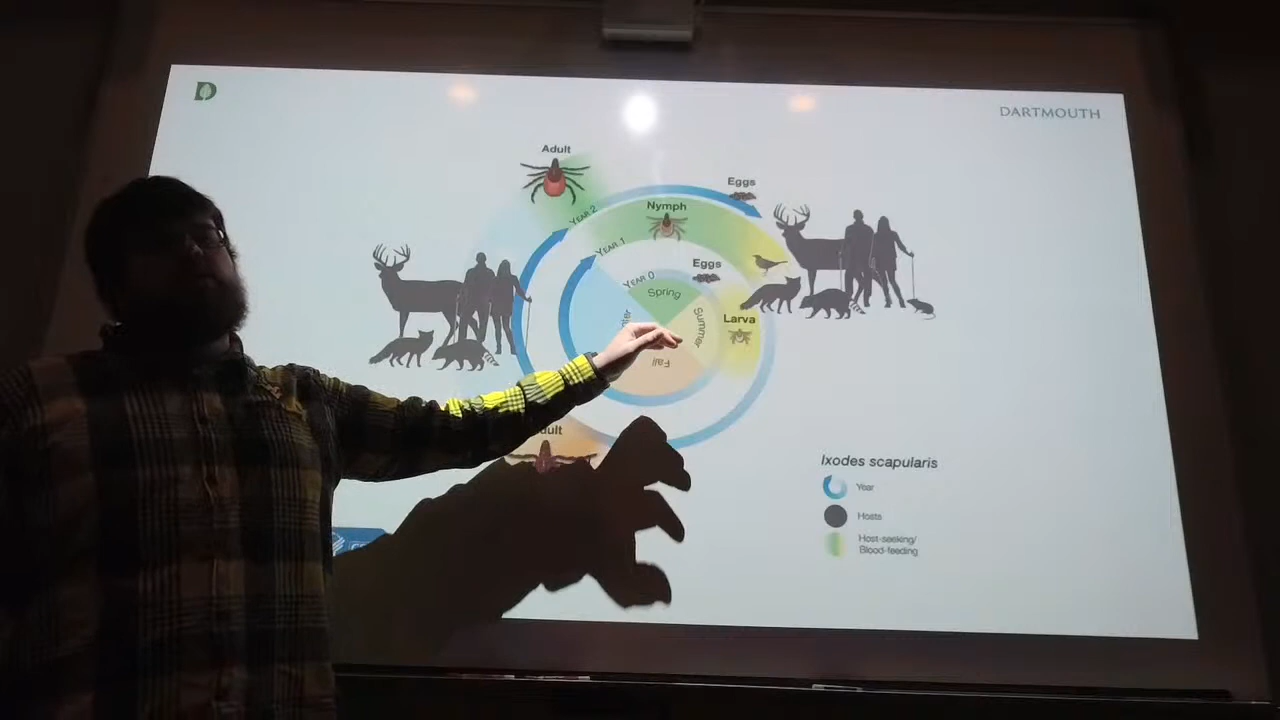 D
DARTMOUTH
Adult
Eggs
YEAR 2
Nymph
YEAR 1
Eggs
YEAR 0
Spring
Larva
Summer
Fall
Ixodes scapularis
Year
Hosts
Host-seeking/
Blood-feeding